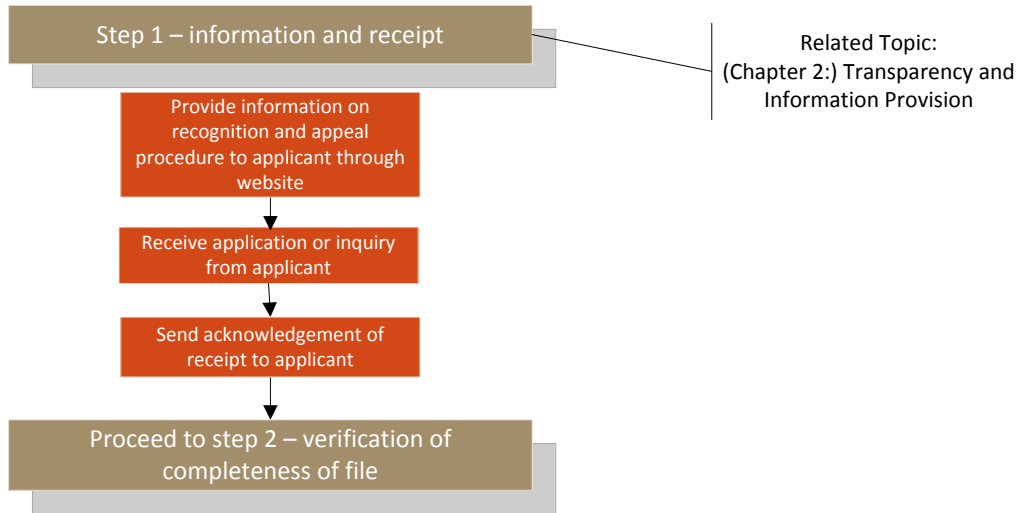 Step 1 – information and receipt
Related Topic:
(Chapter 2:) Transparency and
Information Provision
Provide information on
recognition and appeal
procedure to applicant through
website
Receive application or inquiry
from applicant
Send acknowledgement of
receipt to applicant
Proceed to step 2 – verification of
completeness of file